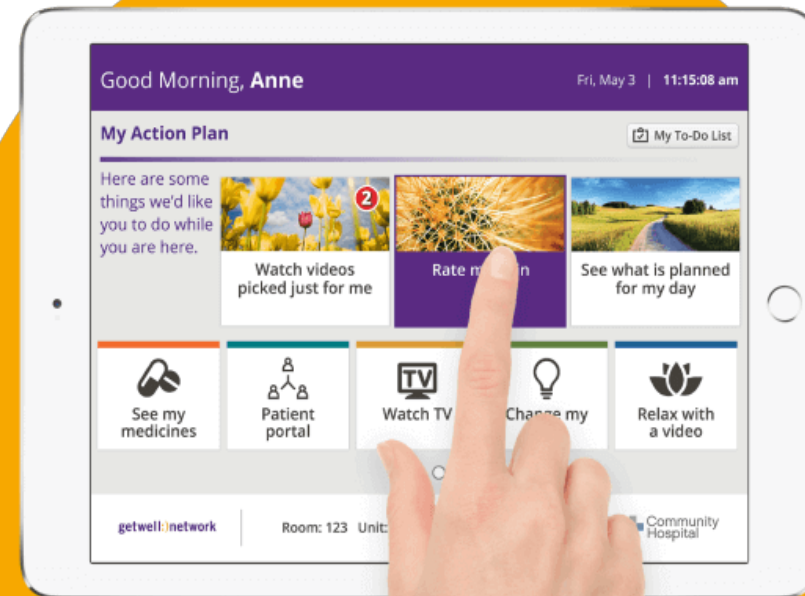 Good Morning, Anne
Fri, May 3 | 11:15:08 am
My Action Plan
My To-Do List
Here are some
things we'd like
you to do while
you are here.
2
Watch videos
picked just for me
Rate
See what is planned
for my day
See my
medicines
Patient
portal
TV
Watch TV
Change my
Relax with
a video
getwell:)network
Room: 123 Unit:
Community
Hospital